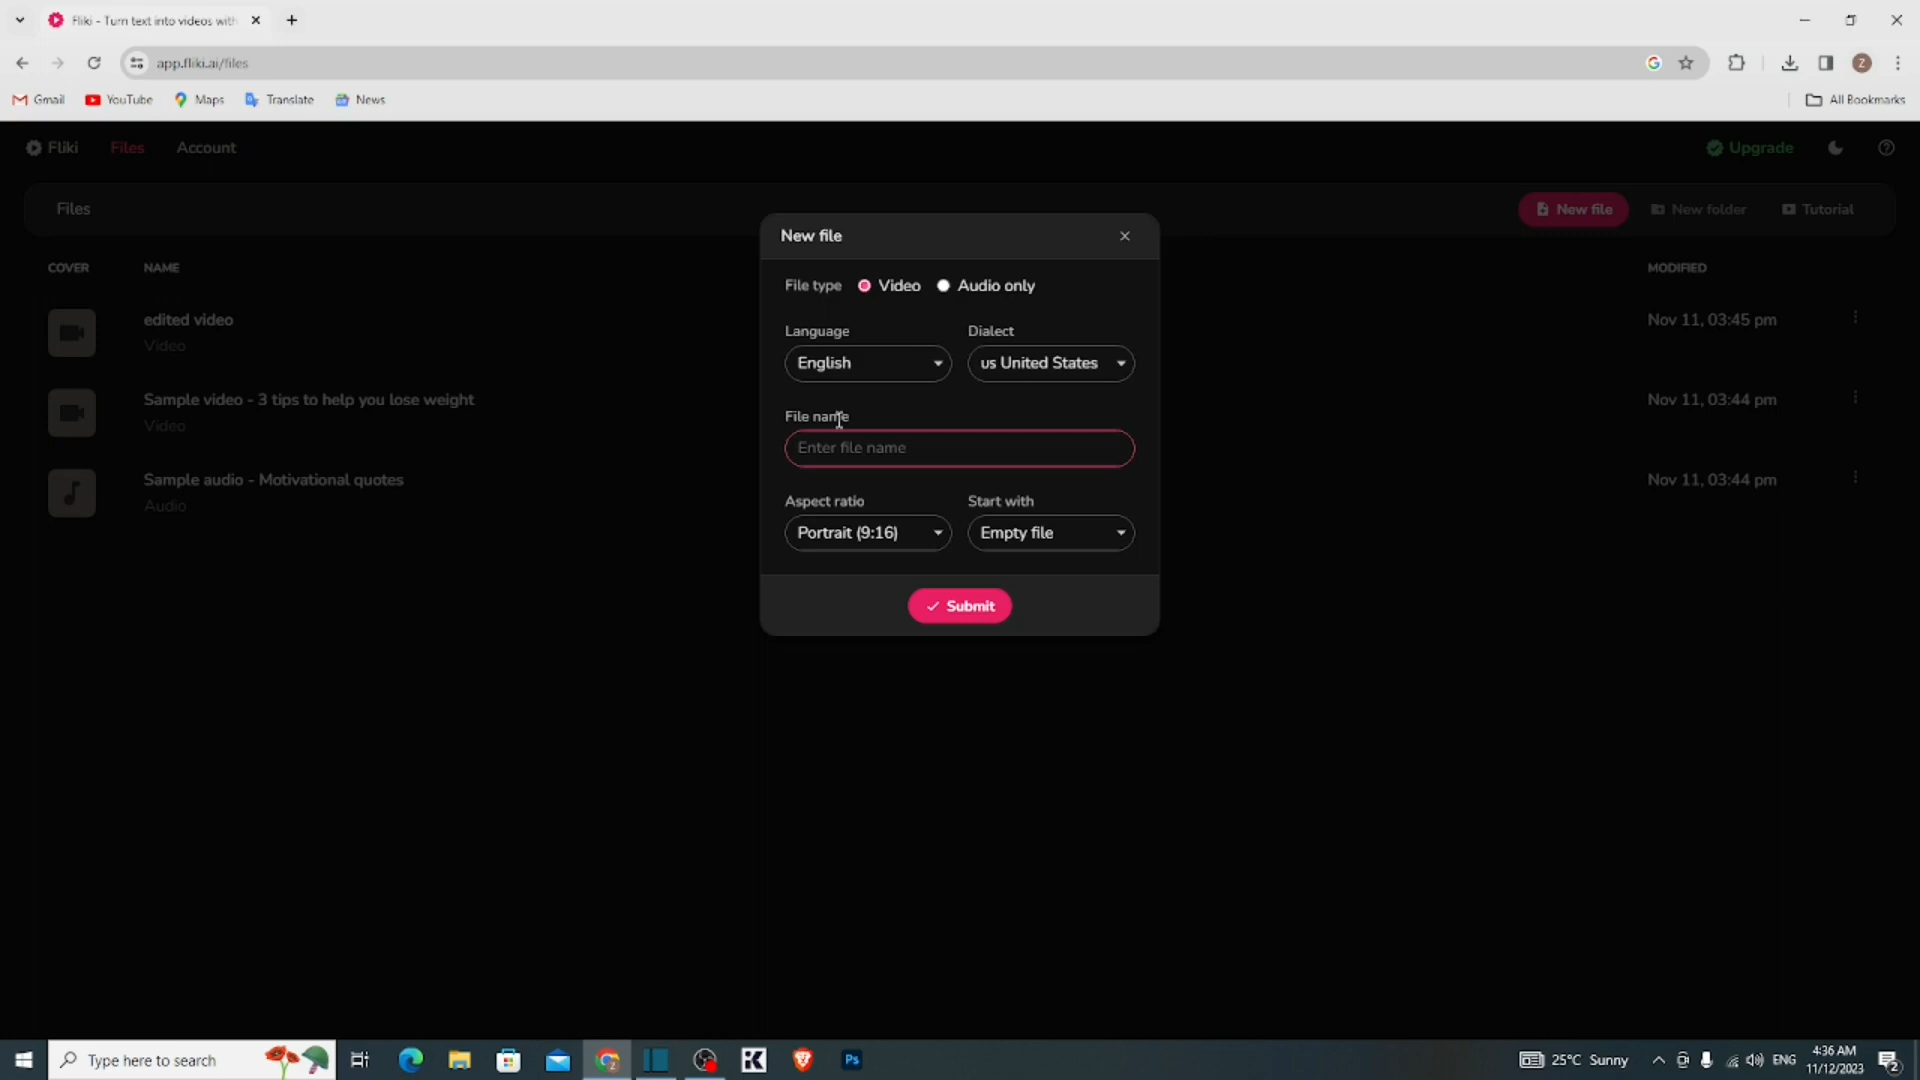 Fliki - Turn text into videos with
app.fliki.ai/files
Gmail YouTube Maps Translate News All Bookmarks
Fliki Files Account Upgrade
Files New file New folder Tutorial
COVER NAME MODIFIED
edited video Nov 11, 03:45 pm
Video
Sample video - 3 tips to help you lose weight Nov 11, 03:44 pm
Video
Sample audio - Motivational quotes Nov 11, 03:44 pm
Audio
New file
File type Video Audio only
Language Dialect
English us United States
File name
Enter file name
Aspect ratio Start with
Portrait (9:16) Empty file
Submit
Type here to search 25°C Sunny ENG 4:36 AM
11/12/2023